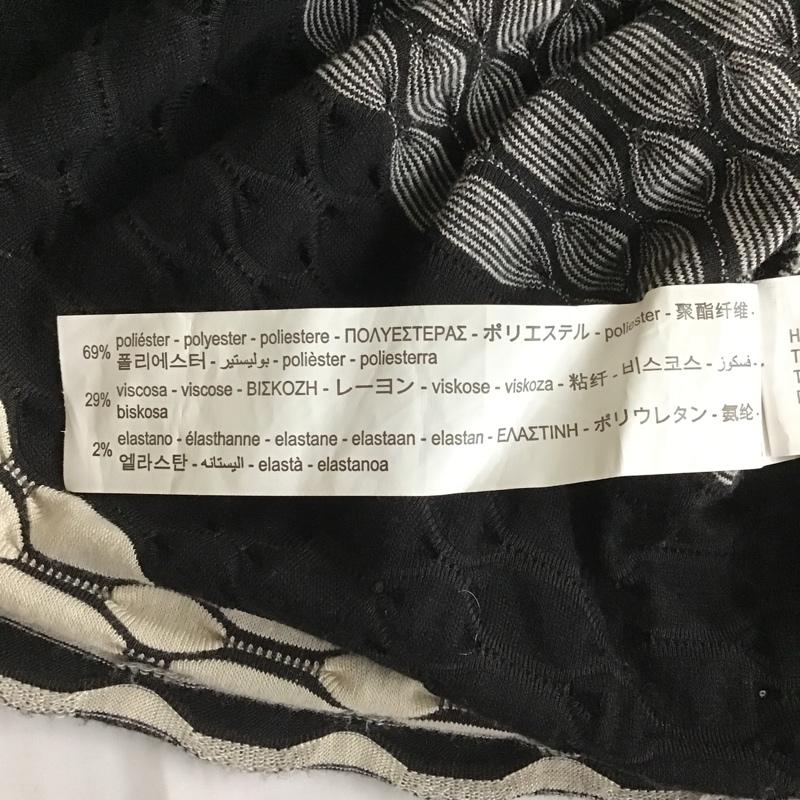 69% poliéster - polyester - poliestere - ΠΟΛΥΕΣΤΕΡΑΣ - ポリエステル - poliester - 聚酯纤维 -
폴리에스터 - بوليستير - polièster - poliesterra
29% viscosa - viscose - ΒΙΣΚΟΖΗ - レーヨン - viskose - viskoza - 粘纤 - 비스코스 - فسكوز -
biskosa
2% elastano - élasthanne - elastane - elastaan - elastan - ΕΛΑΣΤΙΝΗ - ポリウレタン - 氨纶 -
엘라스탄 - اليستانه - elastà - elastanoa
H
T
T